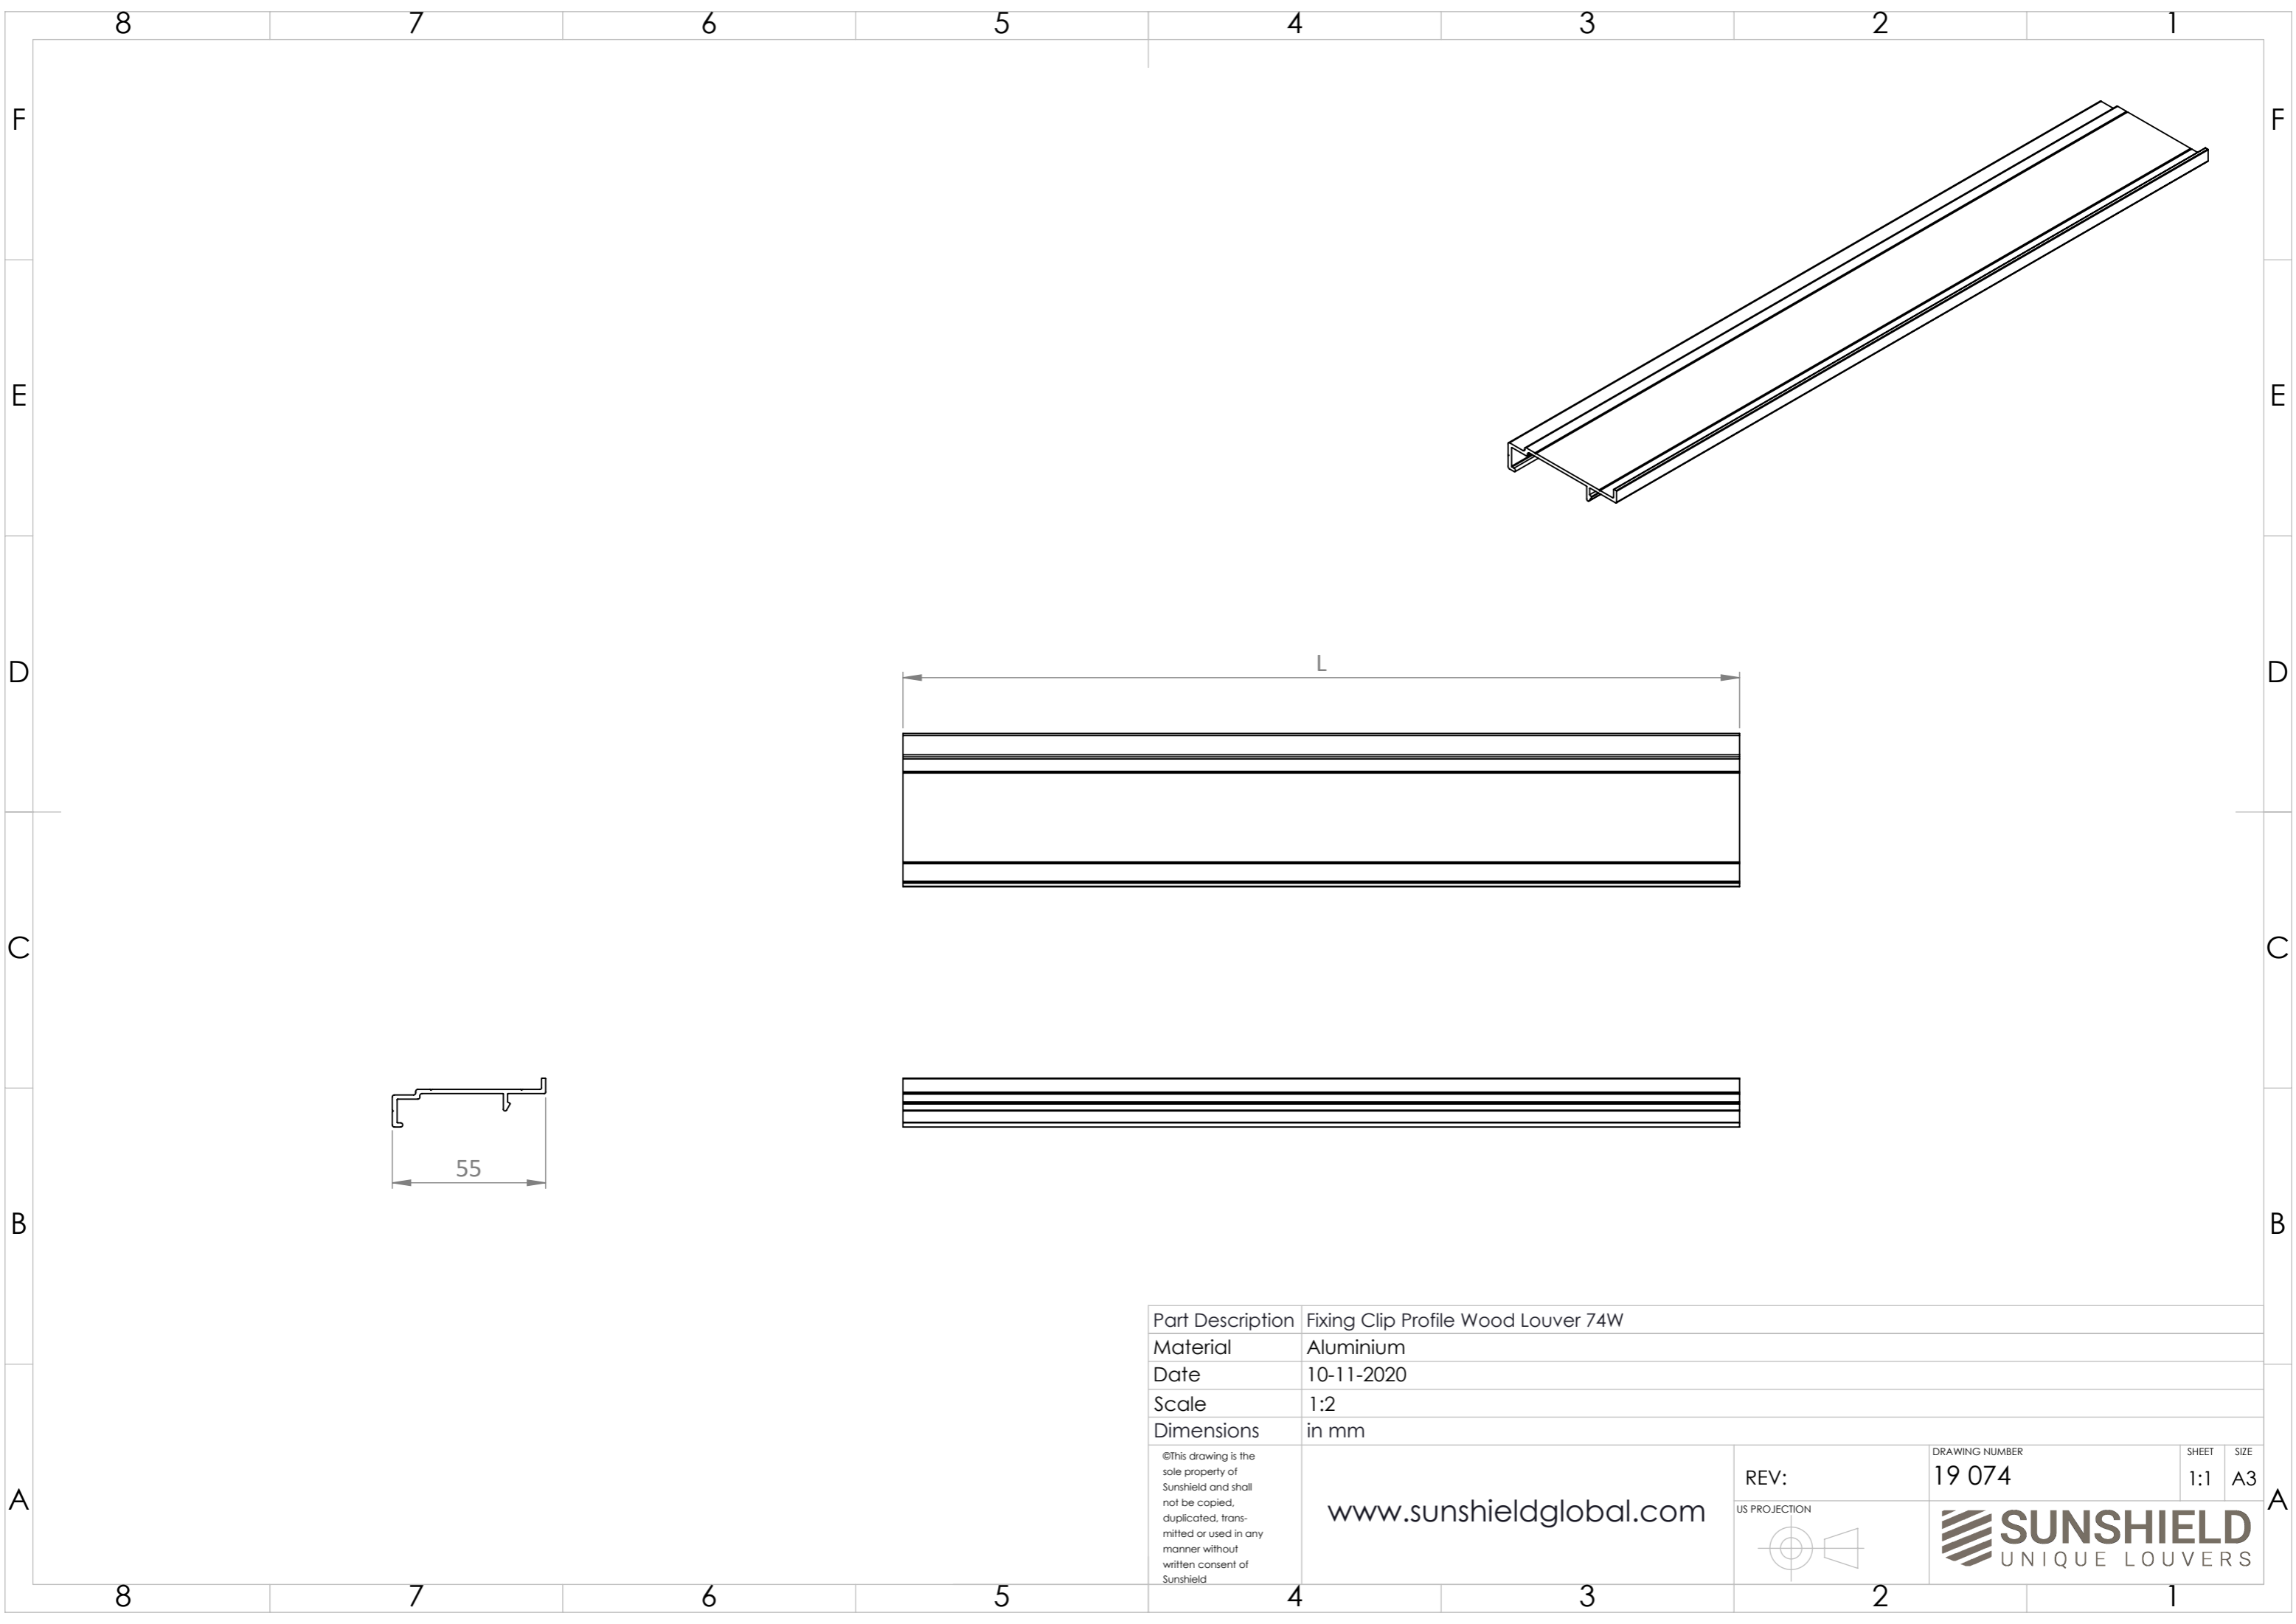 8 7 6 5 4 3 2 1
F F
E E
L
D D
C C
55
B B
Part Description Fixing Clip Profile Wood Louver 74W
Material Aluminium
Date 10-11-2020
Scale 1:2
Dimensions in mm
©This drawing is the
sole property of
Sunshield and shall
not be copied,
duplicated, trans-
mitted or used in any
manner without
written consent of
Sunshield
www.sunshieldglobal.com
REV:
DRAWING NUMBER
19 074
SHEET
1:1
SIZE
A3
US PROJECTION
SUNSHIELD
UNIQUE LOUVERS
A A
8 7 6 5 4 3 2 1